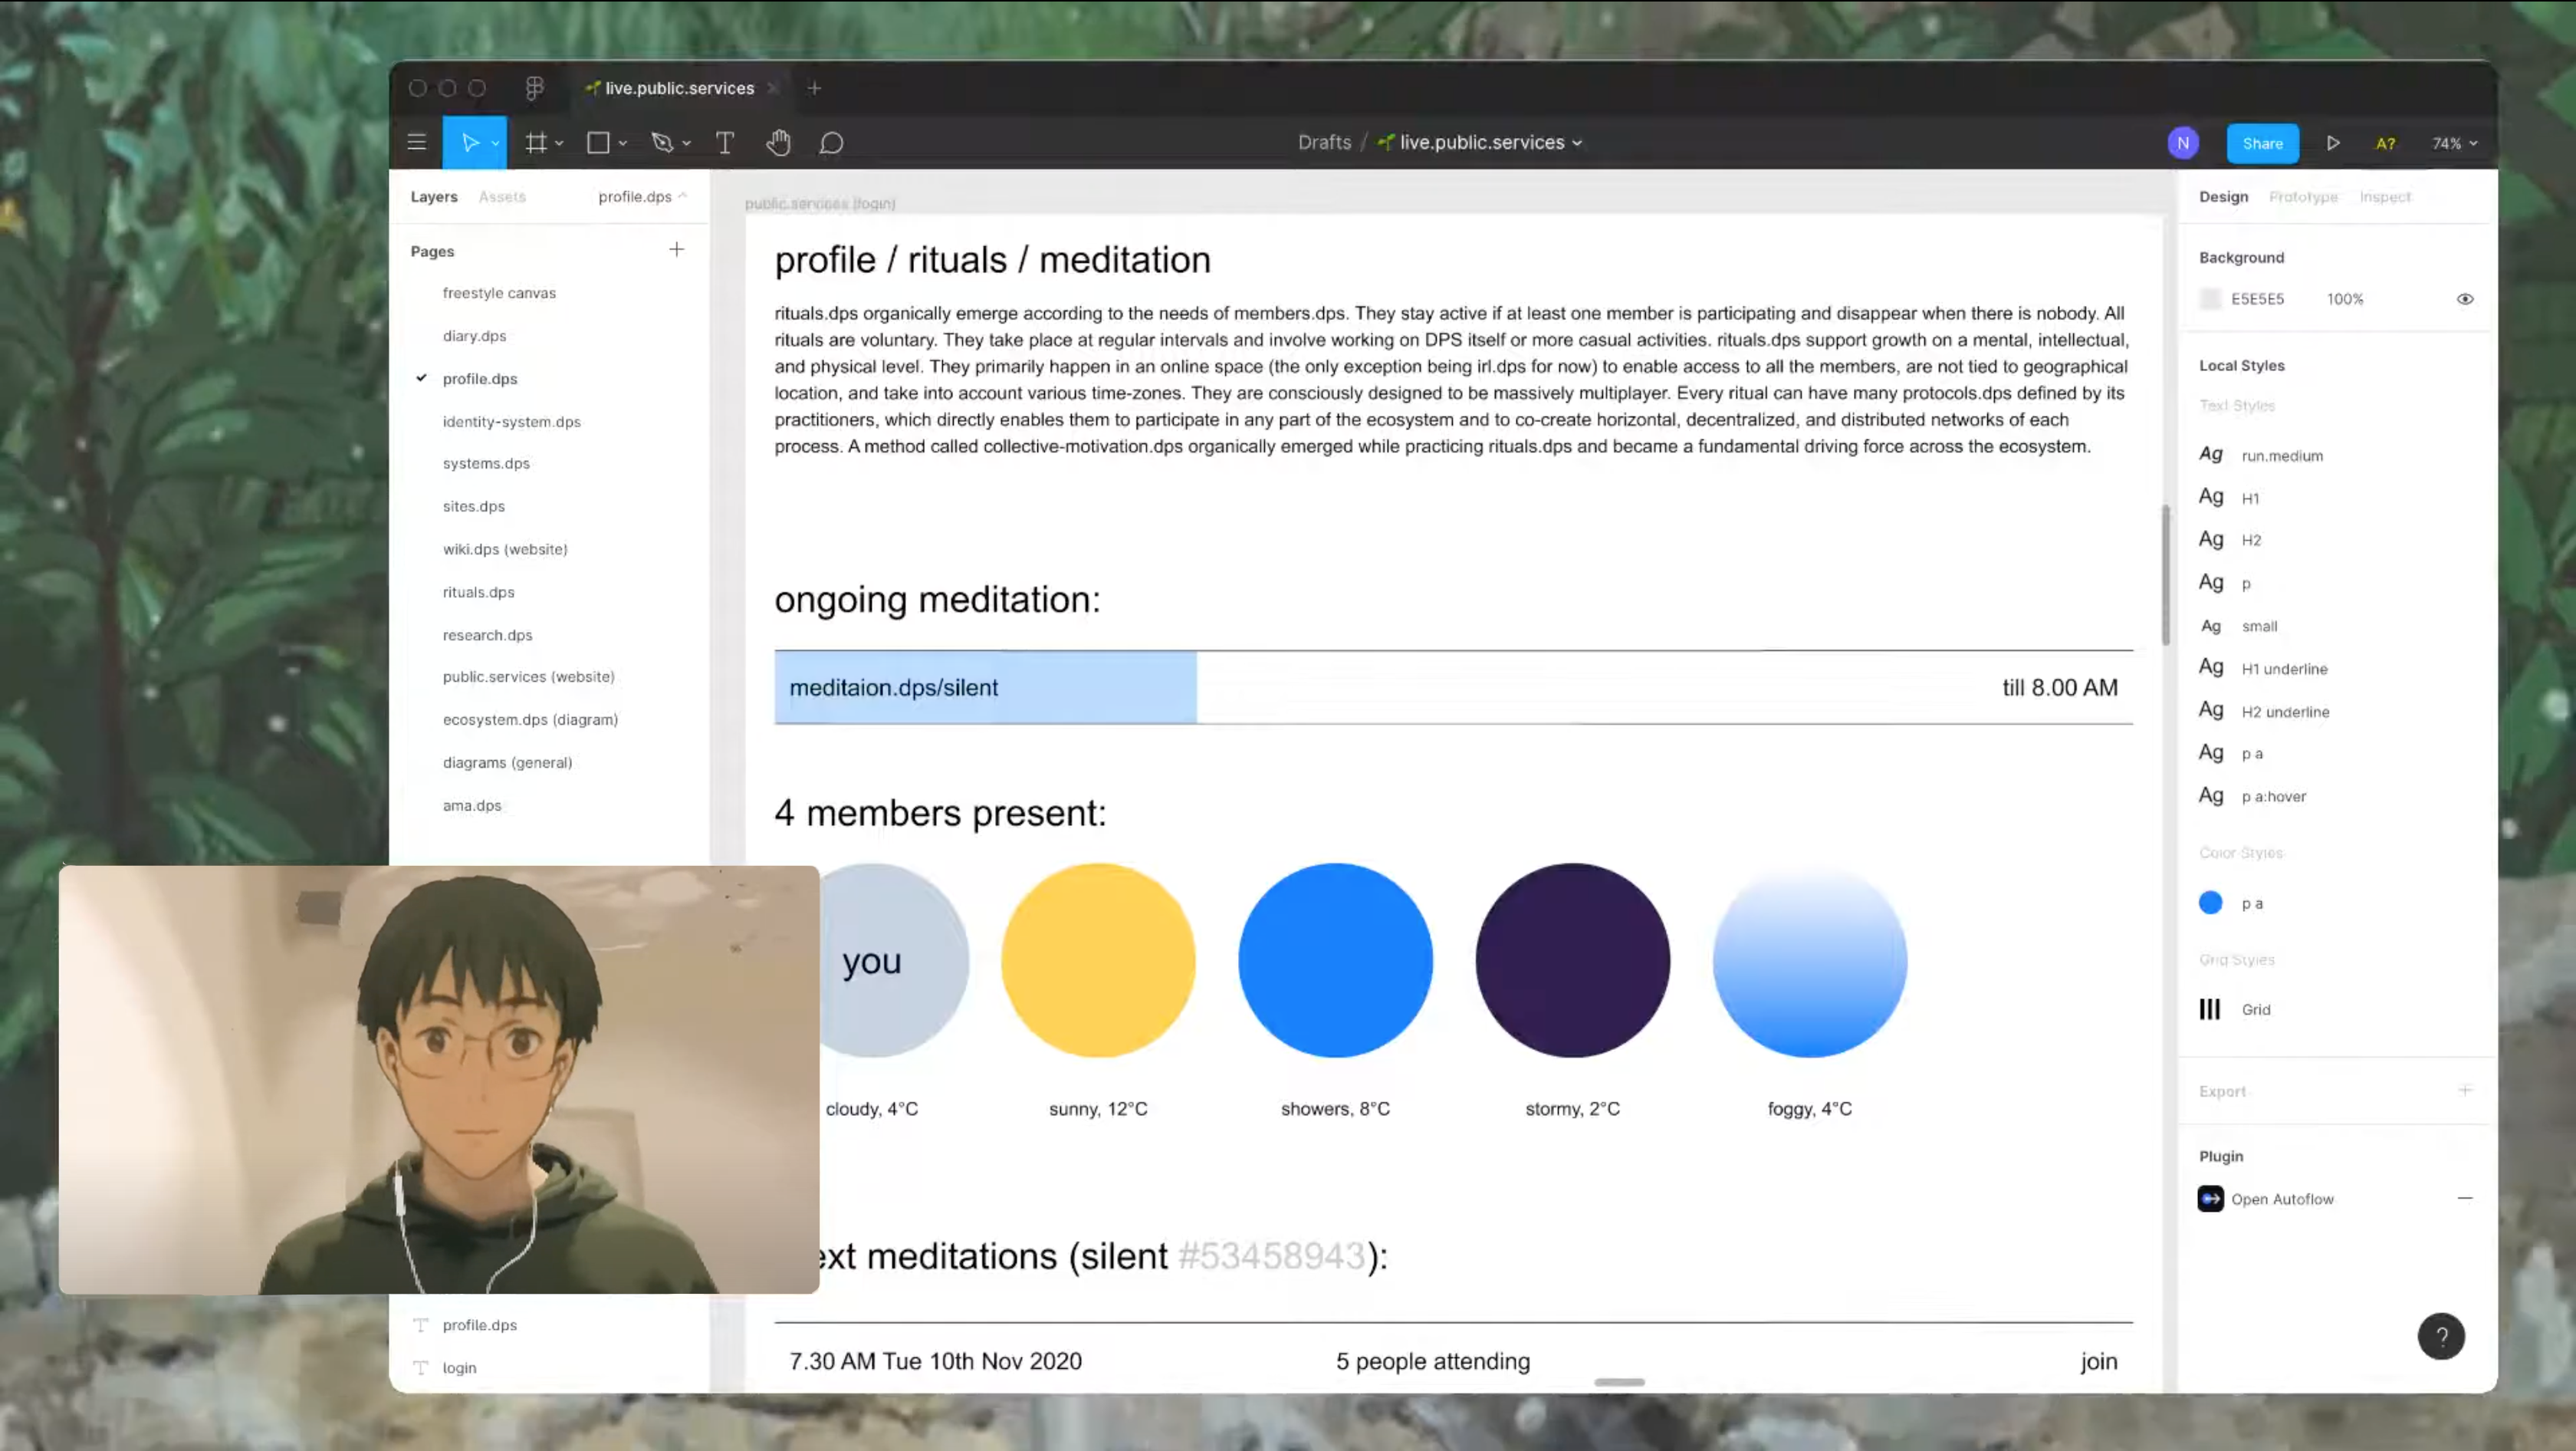 live.public.services
Drafts / live.public.services
N
Share
A?
74%
Layers
Assets
profile.dps
Pages
freestyle canvas
diary.dps
profile.dps
identity-system.dps
systems.dps
sites.dps
wiki.dps (website)
rituals.dps
research.dps
public.services (website)
ecosystem.dps (diagram)
diagrams (general)
ama.dps
profile.dps
login
public.services (login)
profile / rituals / meditation
rituals.dps organically emerge according to the needs of members.dps. They stay active if at least one member is participating and disappear when there is nobody. All
rituals are voluntary. They take place at regular intervals and involve working on DPS itself or more casual activities. rituals.dps support growth on a mental, intellectual,
and physical level. They primarily happen in an online space (the only exception being irl.dps for now) to enable access to all the members, are not tied to geographical
location, and take into account various time-zones. They are consciously designed to be massively multiplayer. Every ritual can have many protocols.dps defined by its
practitioners, which directly enables them to participate in any part of the ecosystem and to co-create horizontal, decentralized, and distributed networks of each
process. A method called collective-motivation.dps organically emerged while practicing rituals.dps and became a fundamental driving force across the ecosystem.
ongoing meditation:
meditaion.dps/silent
till 8.00 AM
4 members present:
you
cloudy, 4°C
sunny, 12°C
showers, 8°C
stormy, 2°C
foggy, 4°C
ext meditations (silent #53458943):
7.30 AM Tue 10th Nov 2020
5 people attending
join
Design
Prototype
Inspect
Background
E5E5E5
100%
Local Styles
Text Styles
Ag run.medium
Ag H1
Ag H2
Ag p
Ag small
Ag H1 underline
Ag H2 underline
Ag p a
Ag p a:hover
Color Styles
p a
Grid Styles
Grid
Export
Plugin
Open Autoflow
?